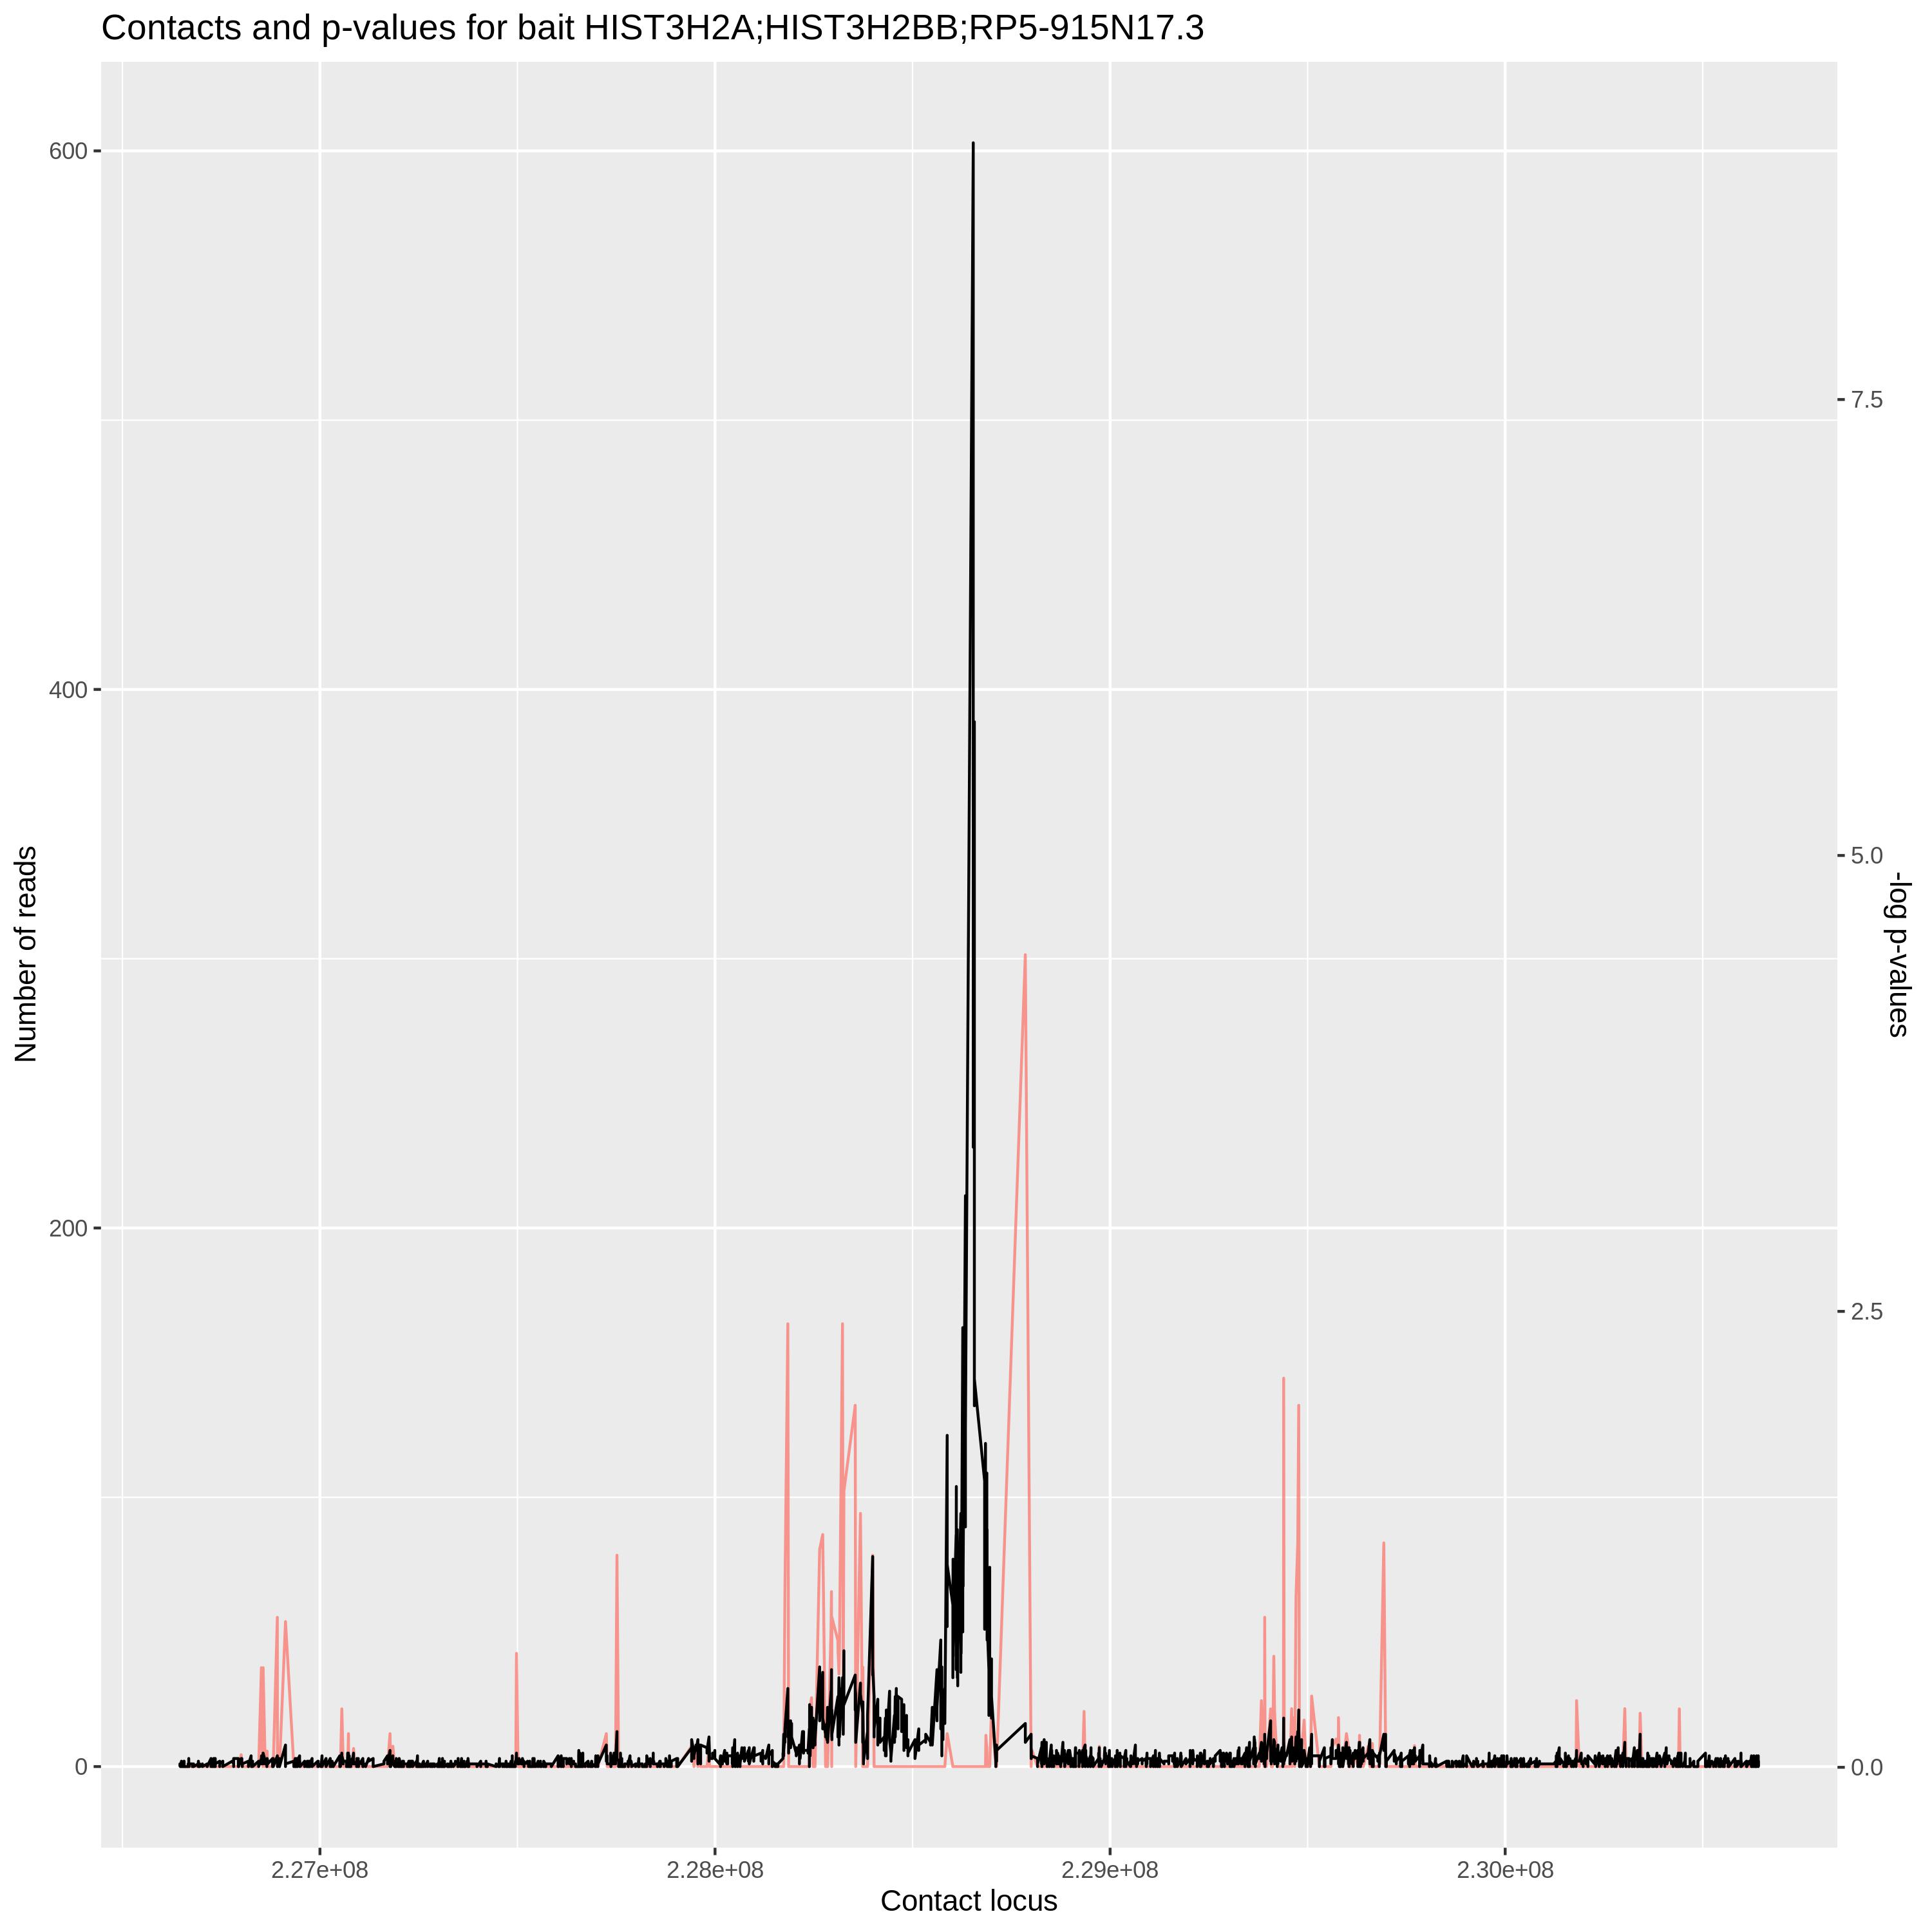 Contacts and p-values for bait HIST3H2A;HIST3H2BB;RP5-915N17.3
600
400
200
0
Number of reads
7.5
5.0
2.5
0.0
-log p-values
2.27e+08
2.28e+08
2.29e+08
2.30e+08
Contact locus